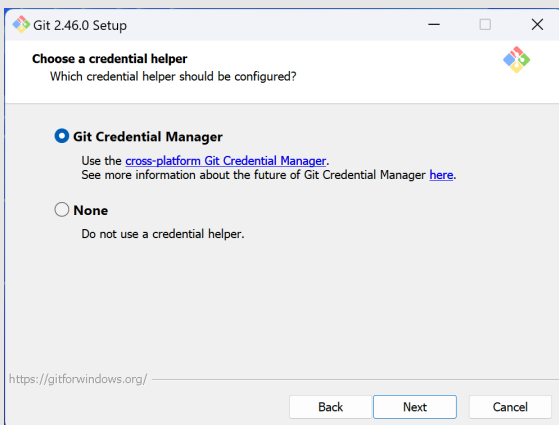 Git 2.46.0 Setup
Choose a credential helper
Which credential helper should be configured?
Git Credential Manager
Use the cross-platform Git Credential Manager.
See more information about the future of Git Credential Manager here.
None
Do not use a credential helper.
https://gitforwindows.org/
Back Next Cancel